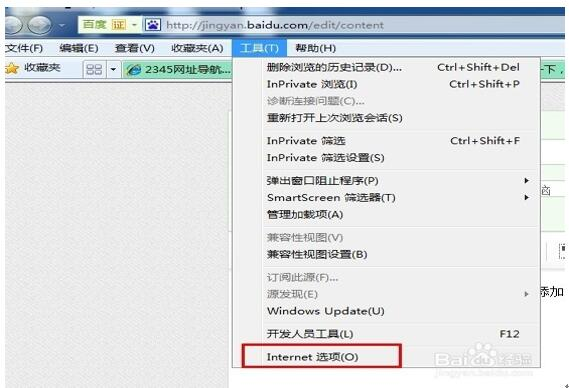 百度 证 http://jingyan.baidu.com/edit/content
文件(F) 编辑(E) 查看(V) 收藏夹(A) 工具(T) 帮助(H)
收藏夹 2345网址导航...
删除浏览的历史记录(D)... Ctrl+Shift+Del
InPrivate 浏览(I) Ctrl+Shift+P
诊断连接问题(C)...
重新打开上次浏览会话(S)
InPrivate 筛选 Ctrl+Shift+F
InPrivate 筛选设置(S)
弹出窗口阻止程序(P)
SmartScreen 筛选器(T)
管理加载项(A)
兼容性视图(V)
兼容性视图设置(B)
订阅此源(F)...
源发现(E)
添加
Windows Update(U)
开发人员工具(L) F12
Internet 选项(O)
Baidu 经验
jingyan.baidu.com